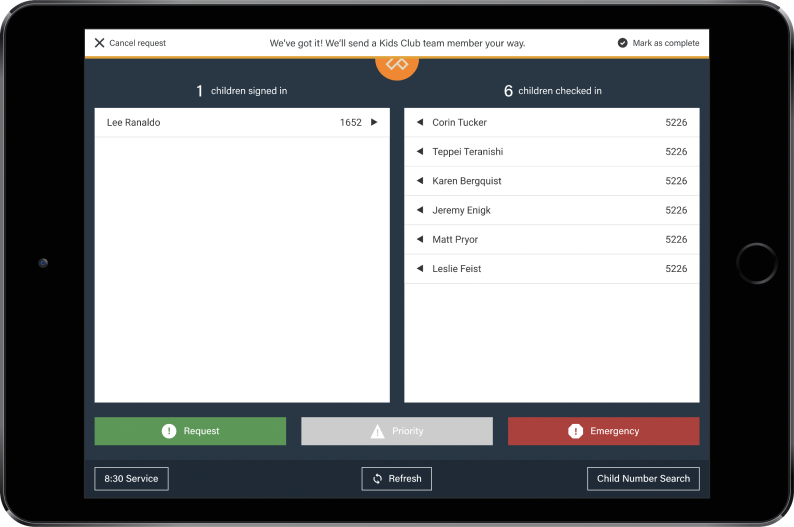 Cancel request
We've got it! We'll send a Kids Club team member your way.
Mark as complete
1 children signed in
6 children checked in
Lee Ranaldo 1652
Corin Tucker 5226
Teppei Teranishi 5226
Karen Bergquist 5226
Jeremy Enigk 5226
Matt Pryor 5226
Leslie Feist 5226
Request
Priority
Emergency
8:30 Service
Refresh
Child Number Search